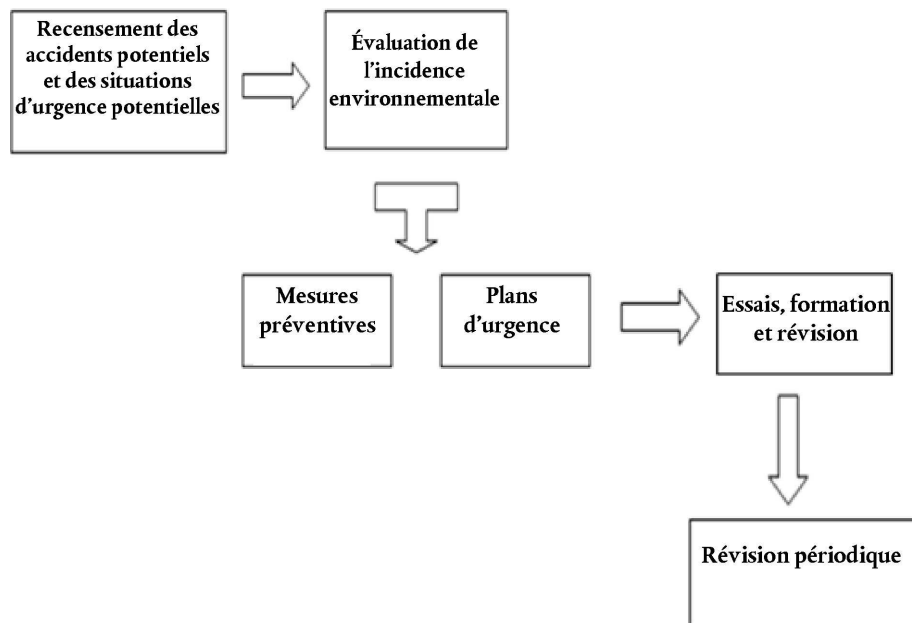 Recensement des
accidents potentiels
et des situations
d'urgence potentielles
Évaluation de
l'incidence
environnementale
Mesures
préventives
Plans
d'urgence
Essais, formation
et révision
Révision périodique